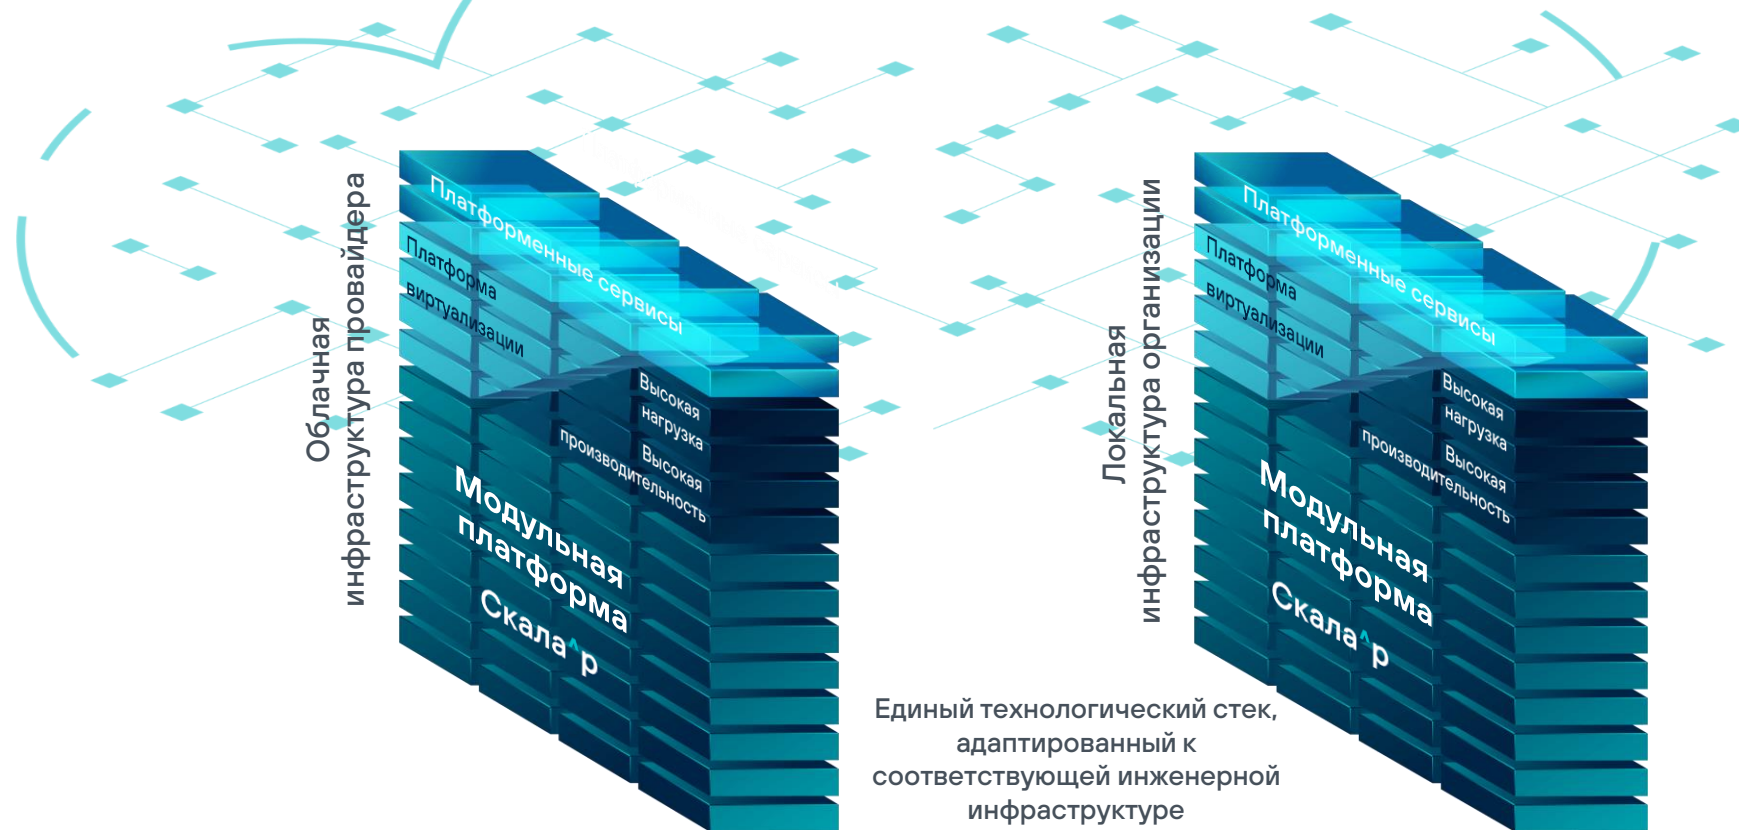 Облачная
инфраструктура провайдера
Платформенные сервисы
Платформа
виртуализации
Высокая
нагрузка
Высокая
производительность
Модульная
платформа
Скала^р
Локальная
инфраструктура организации
Платформенные сервисы
Платформа
виртуализации
Высокая
нагрузка
Высокая
производительность
Модульная
платформа
Скала^р
Единый технологический стек,
адаптированный к
соответствующей инженерной
инфраструктуре